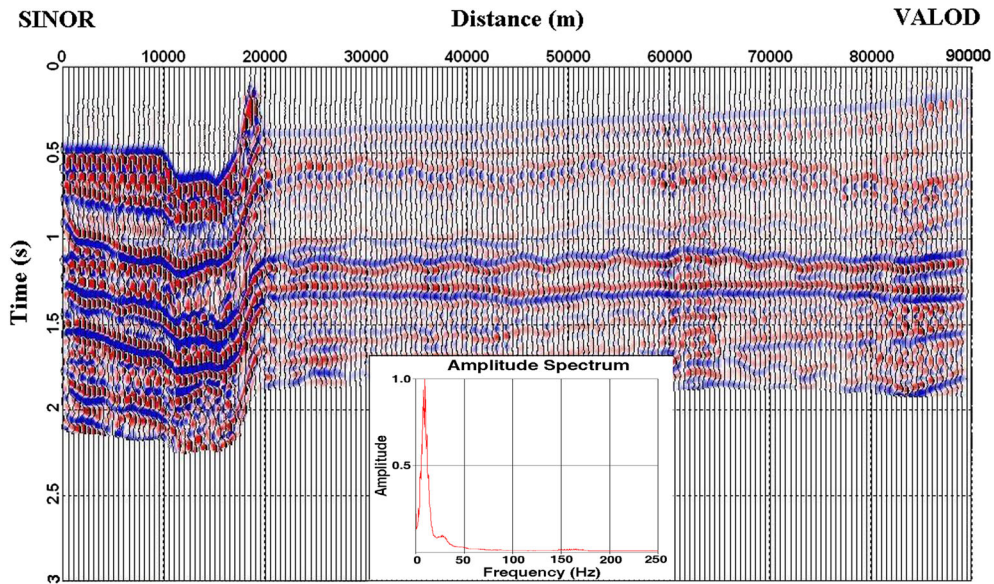 SINOR Distance (m) VALOD
0 10000 20000 30000 40000 50000 60000 70000 80000 90000
0
0.5
1
1.5
2
2.5
3
Time (s)
Amplitude Spectrum
1.0
0.5
Amplitude
0 50 100 150 200 250
Frequency (Hz)